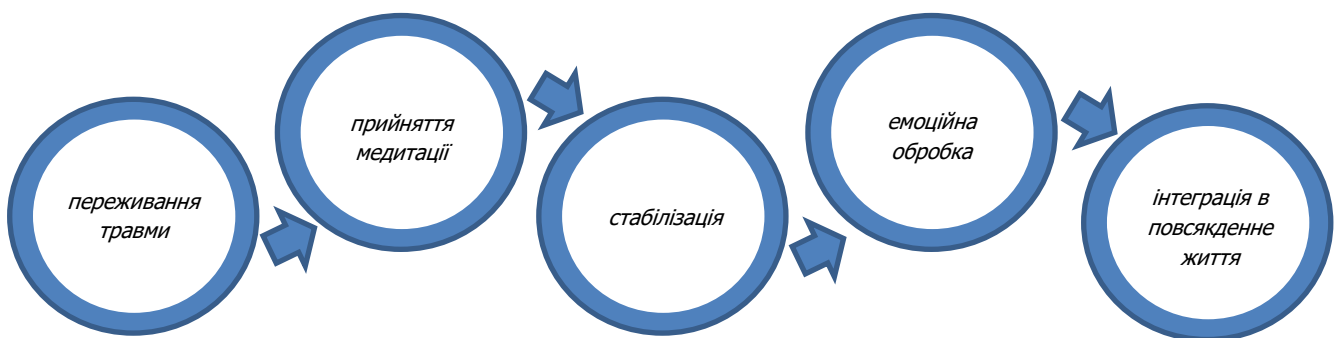 переживання
травми
прийняття
медитації
стабілізація
емоційна
обробка
інтеграція в
повсякденне
життя